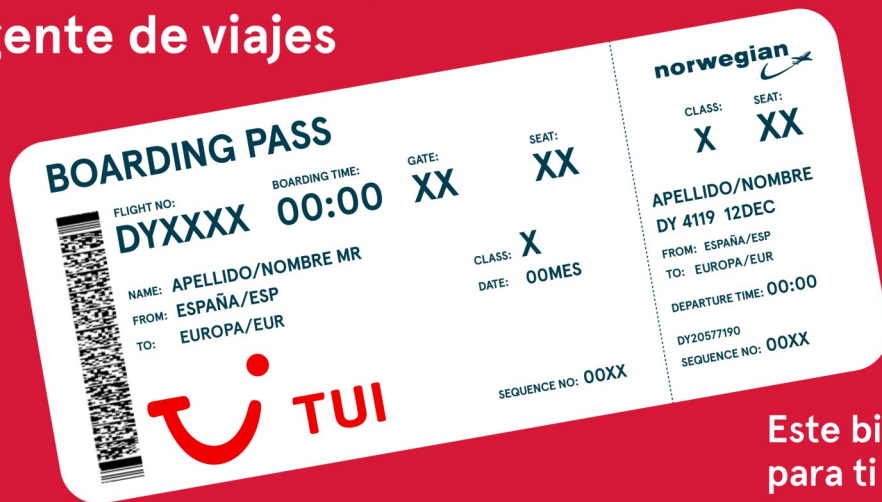 gente de viajes
BOARDING PASS
FLIGHT NO:
DYXXXX
BOARDING TIME:
00:00
GATE:
XX
SEAT:
XX
NAME: APELLIDO/NOMBRE MR
FROM: ESPAÑA/ESP
TO: EUROPA/EUR
CLASS: X
DATE: 00MES
TUI
SEQUENCE NO: 00XX
norwegian
CLASS:
X
SEAT:
XX
APELLIDO/NOMBRE
DY 4119 12DEC
FROM: ESPAÑA/ESP
TO: EUROPA/EUR
DEPARTURE TIME: 00:00
DY20577190
SEQUENCE NO: 00XX
Este bi
para ti